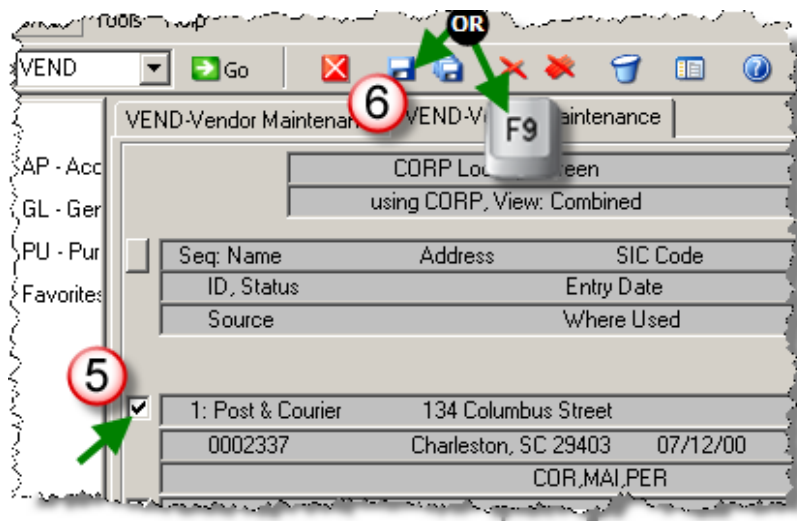 Tools
OR
VEND
Go
6
VEND-Vendor Maintenan
VEND-V
aintenance
F9
AP - Acc
CORP Loo
reen
GL - Ger
using CORP, View: Combined
PU - Pur
Seq: Name Address SIC Code
Favorites
ID, Status Entry Date
Source Where Used
5
1: Post & Courier 134 Columbus Street
0002337 Charleston, SC 29403 07/12/00
COR,MAI,PER